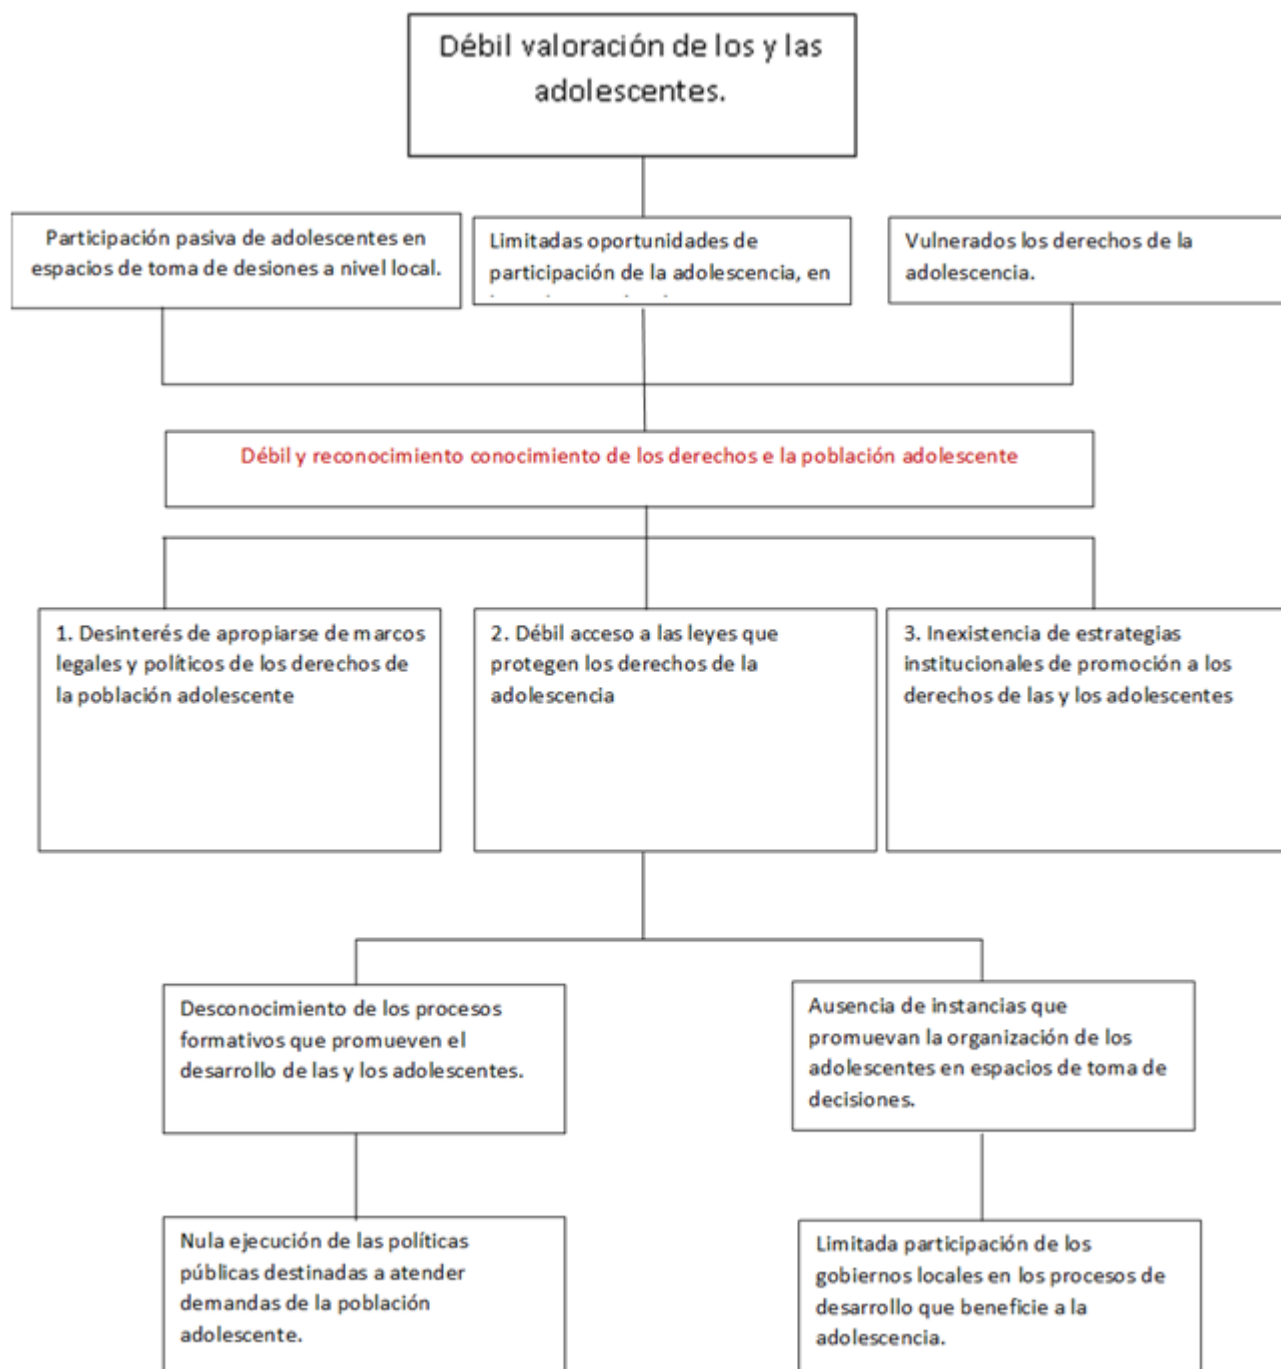 Débil valoración de los y las
adolescentes.
Participación pasiva de adolescentes en
espacios de toma de desiones a nivel local.
Limitadas oportunidades de
participación de la adolescencia, en
Vulnerados los derechos de la
adolescencia.
Débil y reconocimiento conocimiento de los derechos e la población adolescente
1. Desinterés de apropiarse de marcos
legales y políticos de los derechos de
la población adolescente
2. Débil acceso a las leyes que
protegen los derechos de la
adolescencia
3. Inexistencia de estrategias
institucionales de promoción a los
derechos de las y los adolescentes
Desconocimiento de los procesos
formativos que promueven el
desarrollo de las y los adolescentes.
Ausencia de instancias que
promuevan la organización de los
adolescentes en espacios de toma de
decisiones.
Nula ejecución de las políticas
públicas destinadas a atender
demandas de la población
adolescente.
Limitada participación de los
gobiernos locales en los procesos de
desarrollo que beneficie a la
adolescencia.